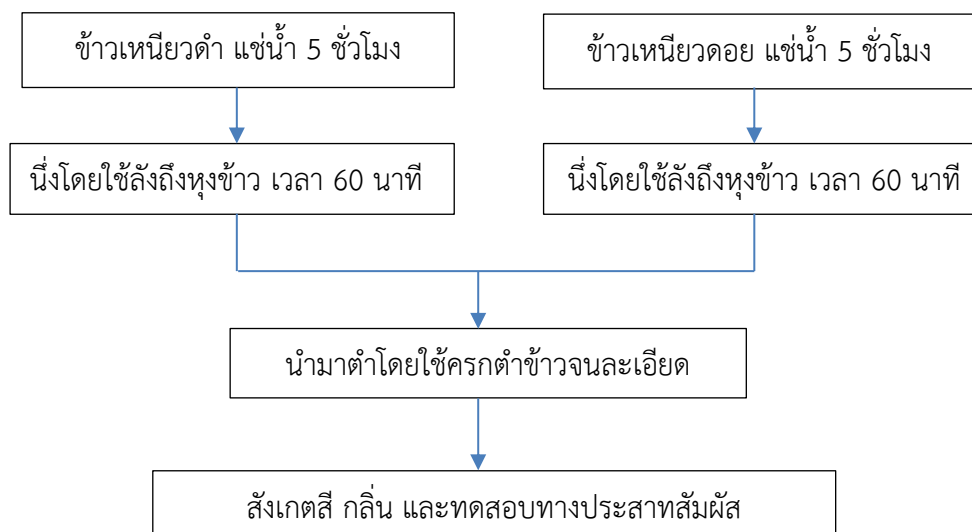 ข้าวเหนียวดำ แช่น้ำ 5 ชั่วโมง
ข้าวเหนียวดอย แช่น้ำ 5 ชั่วโมง
นึ่งโดยใช้ลังถึงหุงข้าว เวลา 60 นาที
นึ่งโดยใช้ลังถึงหุงข้าว เวลา 60 นาที
นำมาตำโดยใช้ครกตำข้าวจนละเอียด
สังเกตสี กลิ่น และทดสอบทางประสาทสัมผัส